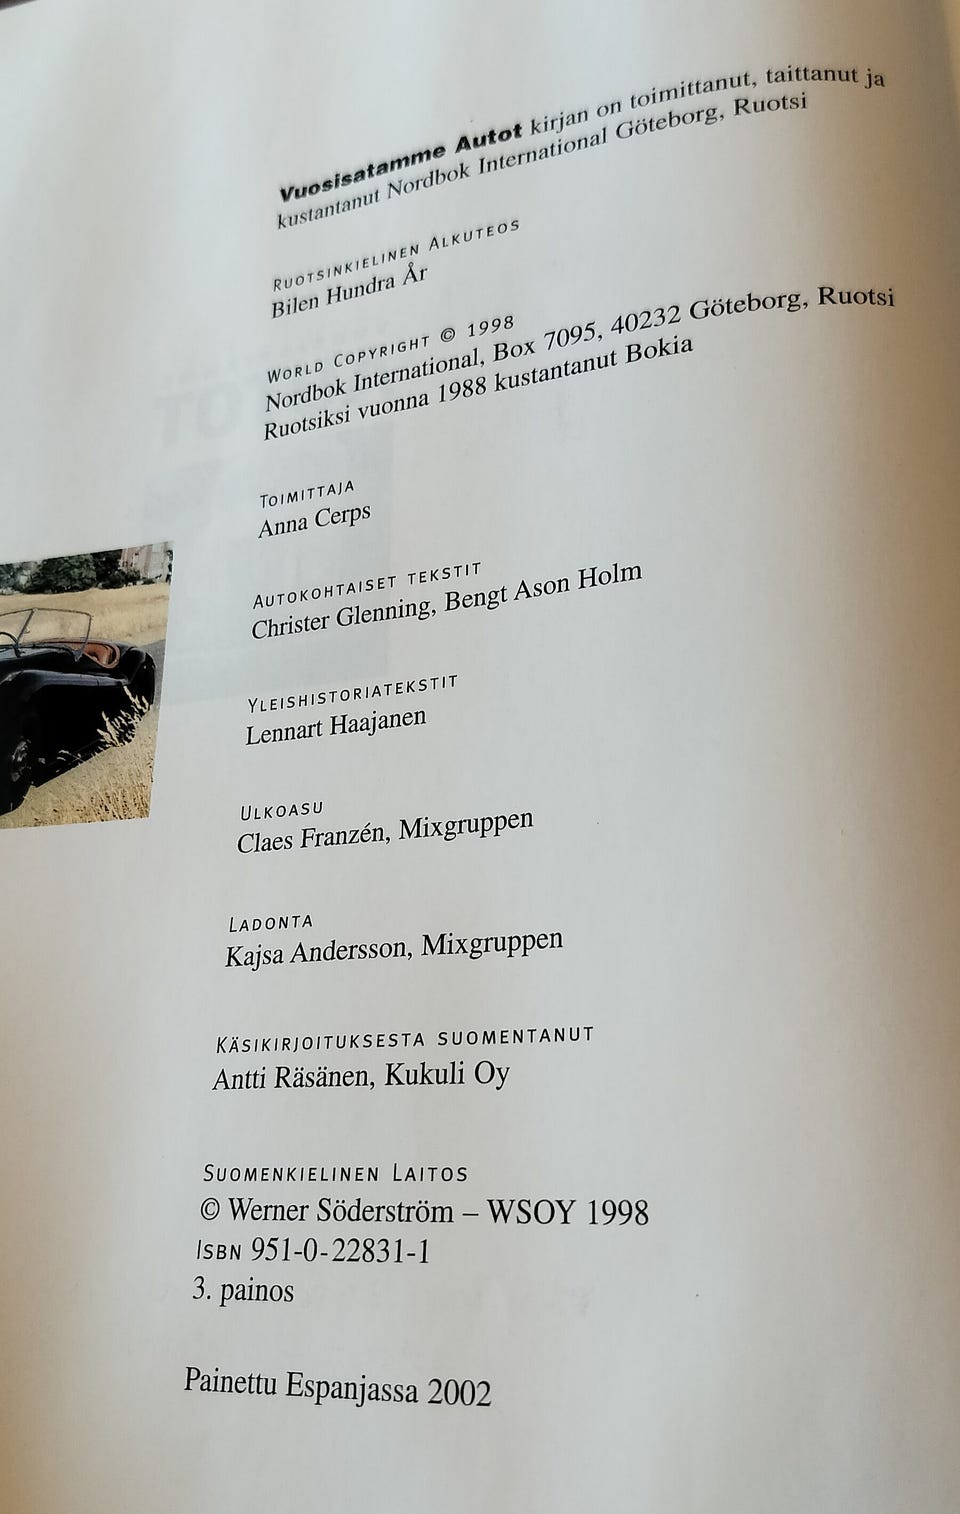 Vuosisatamme Autot kirjan on toimittanut, taittanut ja
kustantanut Nordbok International Göteborg, Ruotsi
RUOTSINKIELINEN ALKUTEOS
Bilen Hundra År
WORLD COPYRIGHT © 1998
Nordbok International, Box 7095, 40232 Göteborg, Ruotsi
Ruotsiksi vuonna 1988 kustantanut Bokia
TOIMITTAJA
Anna Cerps
AUTOKOHTAISET TEKSTIT
Christer Glenning, Bengt Ason Holm
YLEISHISTORIATEKSTIT
Lennart Haajanen
ULKOASU
Claes Franzén, Mixgruppen
LADONTA
Kajsa Andersson, Mixgruppen
KÄSIKIRJOITUKSESTA SUOMENTANUT
Antti Räsänen, Kukuli Oy
SUOMENKIELINEN LAITOS
© Werner Söderström – WSOY 1998
ISBN 951-0-22831-1
3. painos
Painettu Espanjassa 2002